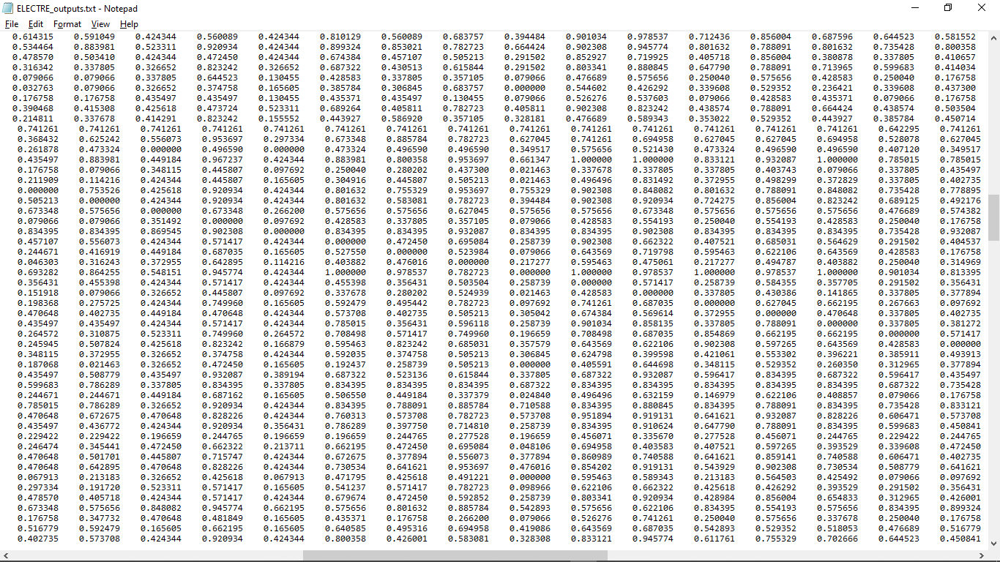 ELECTRE_outputs.txt - Notepad
File Edit Format View Help
0.614315 0.591049 0.424344 0.560089 0.424344 0.810129 0.560089 0.683757 0.394484 0.901034 0.978537 0.712436 0.856004 0.687596 0.644523 0.581552
0.534464 0.883981 0.523311 0.920934 0.424344 0.899324 0.853021 0.782723 0.664424 0.902308 0.945774 0.801632 0.788091 0.801632 0.735428 0.800358
0.478570 0.503410 0.424344 0.472450 0.424344 0.674384 0.457107 0.505213 0.291502 0.852927 0.719925 0.405718 0.856004 0.380878 0.337805 0.410657
0.316342 0.337805 0.326652 0.823242 0.326652 0.687322 0.430513 0.615844 0.291502 0.803341 0.880845 0.647790 0.788091 0.713965 0.599683 0.414034
0.079066 0.079066 0.337805 0.644523 0.130455 0.428583 0.337805 0.357105 0.079066 0.476689 0.575656 0.250040 0.575656 0.428583 0.250040 0.176758
0.032763 0.079066 0.326652 0.374758 0.165605 0.385784 0.306845 0.683757 0.000000 0.544602 0.426292 0.339608 0.529352 0.236421 0.339608 0.437300
0.176758 0.176758 0.435497 0.435497 0.130455 0.435371 0.435497 0.130455 0.079066 0.526276 0.537603 0.079066 0.428583 0.435371 0.079066 0.176758
0.390468 0.415308 0.425618 0.473724 0.523311 0.689264 0.405811 0.782723 0.405811 0.902308 0.823242 0.438574 0.788091 0.664424 0.438574 0.503504
0.214811 0.337678 0.414291 0.823242 0.155552 0.443927 0.586920 0.357105 0.328181 0.476689 0.589343 0.353022 0.529352 0.443927 0.385784 0.450714
0.741261 0.741261 0.741261 0.741261 0.741261 0.741261 0.741261 0.741261 0.741261 0.741261 0.741261 0.741261 0.741261 0.741261 0.642295 0.741261
0.368432 0.625242 0.556073 0.953697 0.297334 0.673348 0.885784 0.782723 0.627045 0.741261 0.694958 0.627045 0.627045 0.694958 0.528078 0.627045
0.261878 0.473324 0.000000 0.496590 0.000000 0.473324 0.496590 0.496590 0.349517 0.575656 0.521430 0.473324 0.496590 0.496590 0.407120 0.349517
0.435497 0.883981 0.449184 0.967237 0.424344 0.883981 0.800358 0.953697 0.661347 1.000000 1.000000 0.833121 0.932087 1.000000 0.785015 0.785015
0.176758 0.079066 0.348115 0.445807 0.097692 0.250040 0.280202 0.437300 0.021463 0.337678 0.337805 0.337805 0.403743 0.079066 0.337805 0.435497
0.211909 0.114216 0.424344 0.445807 0.165605 0.304916 0.445807 0.505213 0.021463 0.496496 0.831492 0.372955 0.498299 0.372829 0.337805 0.402735
0.000000 0.753526 0.425618 0.920934 0.424344 0.801632 0.755329 0.953697 0.755329 0.902308 0.848082 0.801632 0.788091 0.848082 0.735428 0.778895
0.505213 0.000000 0.424344 0.920934 0.424344 0.801632 0.583081 0.782723 0.394484 0.902308 0.920934 0.724275 0.856004 0.823242 0.689125 0.492176
0.673348 0.575656 0.000000 0.673348 0.266200 0.575656 0.575656 0.627045 0.575656 0.575656 0.673348 0.575656 0.575656 0.575656 0.476689 0.574382
0.079066 0.079066 0.351492 0.000000 0.097692 0.428583 0.337805 0.357105 0.079066 0.428583 0.554193 0.250040 0.554193 0.428583 0.250040 0.176758
0.834395 0.834395 0.869545 0.902308 0.000000 0.834395 0.834395 0.932087 0.834395 0.834395 0.902308 0.834395 0.834395 0.834395 0.735428 0.932087
0.457107 0.556073 0.424344 0.571417 0.424344 0.000000 0.472450 0.695084 0.258739 0.902308 0.662322 0.407521 0.685031 0.564629 0.291502 0.404537
0.244671 0.416919 0.449184 0.687035 0.165605 0.527550 0.000000 0.523984 0.079066 0.643569 0.719798 0.595463 0.622106 0.643569 0.428583 0.176758
0.046303 0.316243 0.372955 0.642895 0.114216 0.403882 0.476016 0.000000 0.217277 0.595463 0.475061 0.217277 0.494787 0.403882 0.250040 0.314969
0.693282 0.864255 0.548151 0.945774 0.424344 1.000000 0.978537 0.782723 0.000000 1.000000 0.978537 1.000000 0.978537 1.000000 0.901034 0.813395
0.356431 0.455398 0.424344 0.571417 0.424344 0.455398 0.356431 0.503504 0.258739 0.000000 0.571417 0.258739 0.584355 0.357705 0.291502 0.356431
0.151918 0.079066 0.326652 0.445807 0.097692 0.337678 0.280202 0.524939 0.021463 0.428583 0.000000 0.337805 0.430386 0.141865 0.337805 0.377894
0.198368 0.275725 0.424344 0.749960 0.165605 0.592479 0.495442 0.782723 0.097692 0.741261 0.687035 0.000000 0.627045 0.662195 0.267663 0.097692
0.470648 0.402735 0.449184 0.470648 0.424344 0.573708 0.402735 0.505213 0.305042 0.674384 0.569614 0.372955 0.000000 0.470648 0.337805 0.402735
0.435497 0.435497 0.424344 0.571417 0.424344 0.785015 0.356431 0.596118 0.258739 0.901034 0.858135 0.337805 0.788091 0.000000 0.337805 0.381272
0.264572 0.310875 0.523311 0.749960 0.264572 0.708498 0.571417 0.749960 0.196659 0.708498 0.687035 0.854869 0.662195 0.662195 0.000000 0.571417
0.245945 0.507824 0.425618 0.823242 0.166879 0.595463 0.823242 0.685031 0.357579 0.643569 0.622106 0.902308 0.597265 0.643569 0.428583 0.000000
0.348115 0.372955 0.326652 0.374758 0.326652 0.592035 0.374758 0.505213 0.306845 0.624798 0.399598 0.421061 0.553302 0.396221 0.385911 0.493913
0.187068 0.021463 0.326652 0.472450 0.165605 0.192437 0.258739 0.505213 0.000000 0.405591 0.644698 0.348115 0.529352 0.260350 0.312965 0.377894
0.435497 0.508779 0.435497 0.932087 0.389194 0.687322 0.523136 0.615844 0.337805 0.687322 0.932087 0.596417 0.834395 0.687322 0.596417 0.435497
0.599683 0.786289 0.337805 0.834395 0.337805 0.834395 0.834395 0.834395 0.687322 0.834395 0.834395 0.834395 0.834395 0.834395 0.687322 0.735428
0.244671 0.244671 0.449184 0.687162 0.165605 0.506550 0.449184 0.337379 0.024840 0.496496 0.632159 0.146979 0.622106 0.408857 0.079066 0.176758
0.785015 0.786289 0.326652 0.920934 0.424344 0.834395 0.788091 0.885784 0.710588 0.834395 0.880845 0.834395 0.788091 0.834395 0.735428 0.833121
0.470648 0.672675 0.470648 0.828226 0.424344 0.760313 0.573708 0.782723 0.573708 0.951894 0.919131 0.641621 0.932087 0.828226 0.606471 0.573708
0.435497 0.436772 0.424344 0.920934 0.356431 0.786289 0.397750 0.714810 0.258739 0.834395 0.910624 0.647790 0.788091 0.834395 0.599683 0.450841
0.229422 0.229422 0.196659 0.244765 0.196659 0.196659 0.244765 0.277528 0.196659 0.456071 0.335670 0.277528 0.456071 0.244765 0.229422 0.244765
0.246474 0.345441 0.472450 0.662322 0.213711 0.662195 0.472450 0.695084 0.048106 0.694958 0.403583 0.407521 0.597265 0.393529 0.339608 0.472450
0.470648 0.501701 0.445807 0.715747 0.424344 0.672675 0.377894 0.556073 0.377894 0.860989 0.740588 0.641621 0.859141 0.740588 0.606471 0.402735
0.470648 0.642895 0.470648 0.828226 0.424344 0.730534 0.641621 0.953697 0.476016 0.854202 0.919131 0.543929 0.902308 0.730534 0.508779 0.641621
0.067913 0.213183 0.326652 0.425618 0.067913 0.471795 0.425618 0.491221 0.000000 0.595463 0.589343 0.213183 0.564503 0.425492 0.079066 0.097692
0.297334 0.191720 0.523311 0.571417 0.165605 0.541237 0.571417 0.782723 0.098966 0.622106 0.662322 0.425618 0.426292 0.393529 0.291502 0.356431
0.478570 0.405718 0.424344 0.571417 0.424344 0.679674 0.472450 0.592852 0.258739 0.803341 0.920934 0.428984 0.856004 0.654833 0.312965 0.426001
0.673348 0.575656 0.848082 0.945774 0.662195 0.575656 0.801632 0.885784 0.542893 0.575656 0.622106 0.834395 0.554193 0.575656 0.834395 0.899324
0.176758 0.347732 0.470648 0.481849 0.165605 0.435371 0.176758 0.266200 0.079066 0.526276 0.741261 0.250040 0.575656 0.337678 0.250040 0.176758
0.516779 0.592479 0.165605 0.662195 0.165605 0.640585 0.495316 0.694958 0.419086 0.643569 0.687035 0.542893 0.529352 0.518053 0.476689 0.516779
0.402735 0.573708 0.424344 0.920934 0.424344 0.800358 0.426001 0.583081 0.328308 0.833121 0.945774 0.611761 0.755329 0.702666 0.644523 0.450841